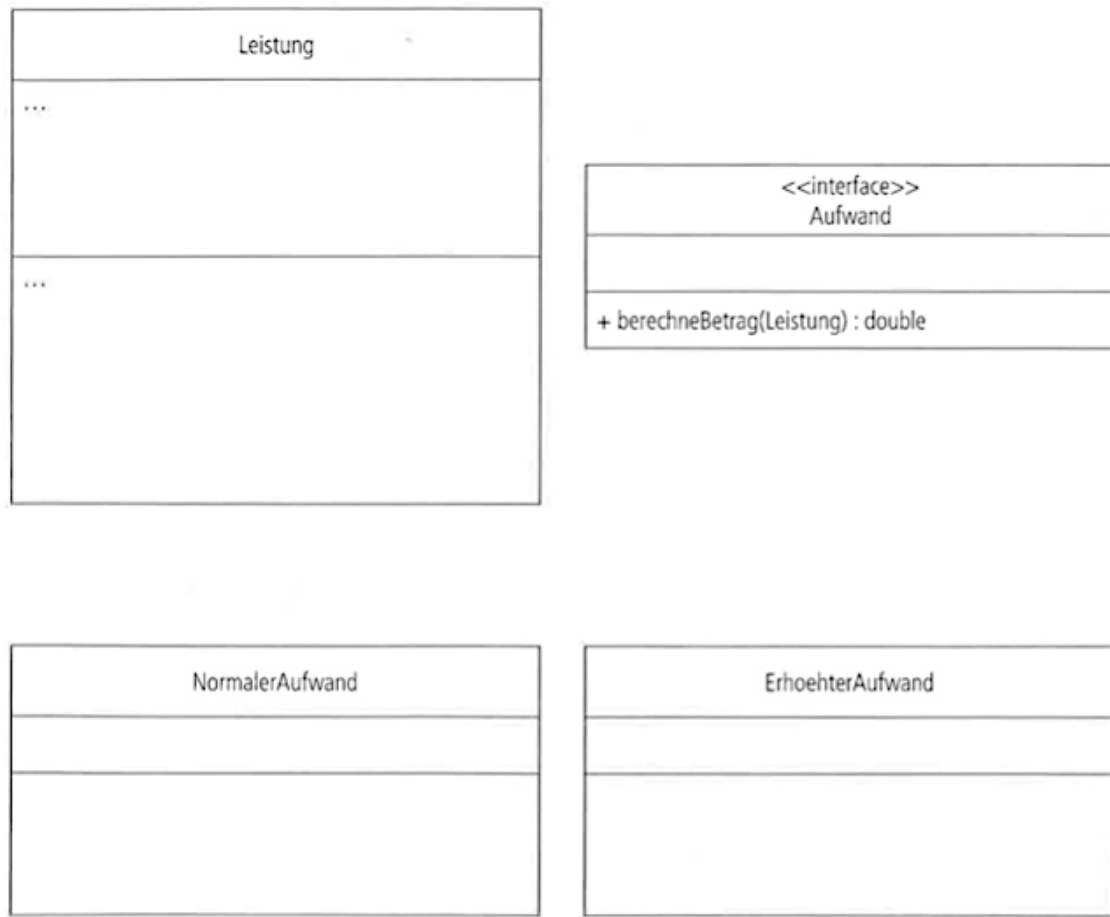 Leistung
...
...
<<interface>>
Aufwand
+ berechneBetrag(Leistung) : double
NormalerAufwand
ErhoehterAufwand